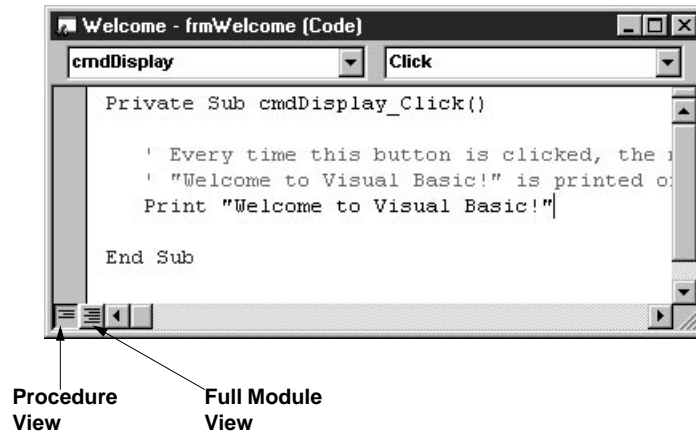 Welcome - frmWelcome (Code)
cmdDisplay Click
Private Sub cmdDisplay_Click()
' Every time this button is clicked, the
' "Welcome to Visual Basic!" is printed
Print "Welcome to Visual Basic!"
End Sub
Procedure View
Full Module View